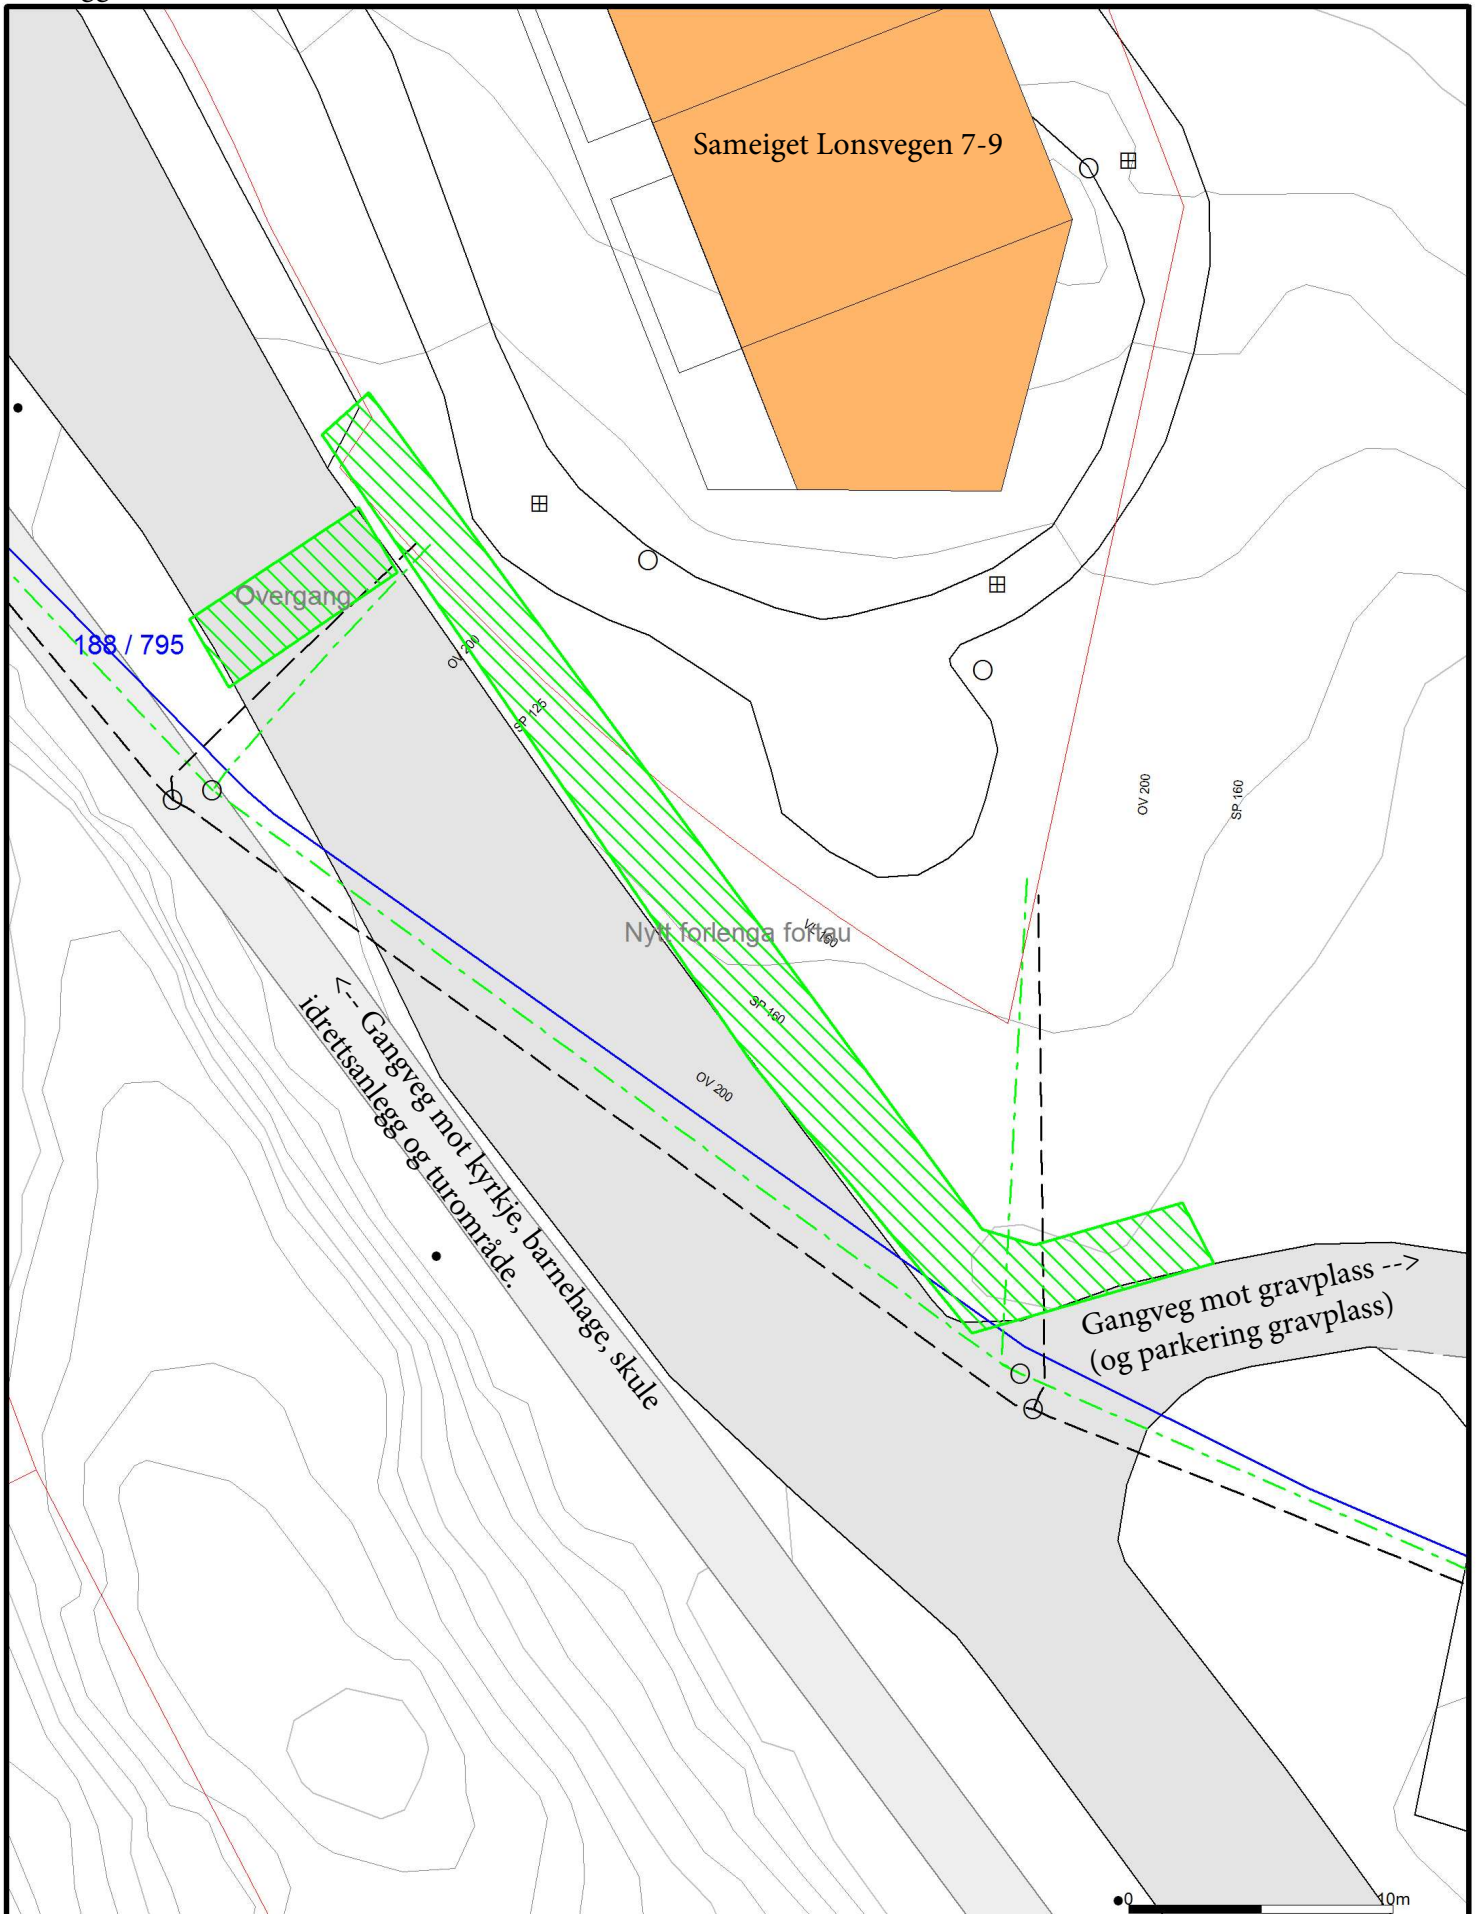 Sameiget Lonsvegen 7-9
Overgang
188 / 795
OV 200
SP 125
OV 200
SP 160
Nytt forlenga fortau
VL 160
SP 160
OV 200
<-- Gangveg mot kyrkje, barnehage, skule
idrettsanlegg og turområde.
Gangveg mot gravplass -->
(og parkering gravplass)
0
10m